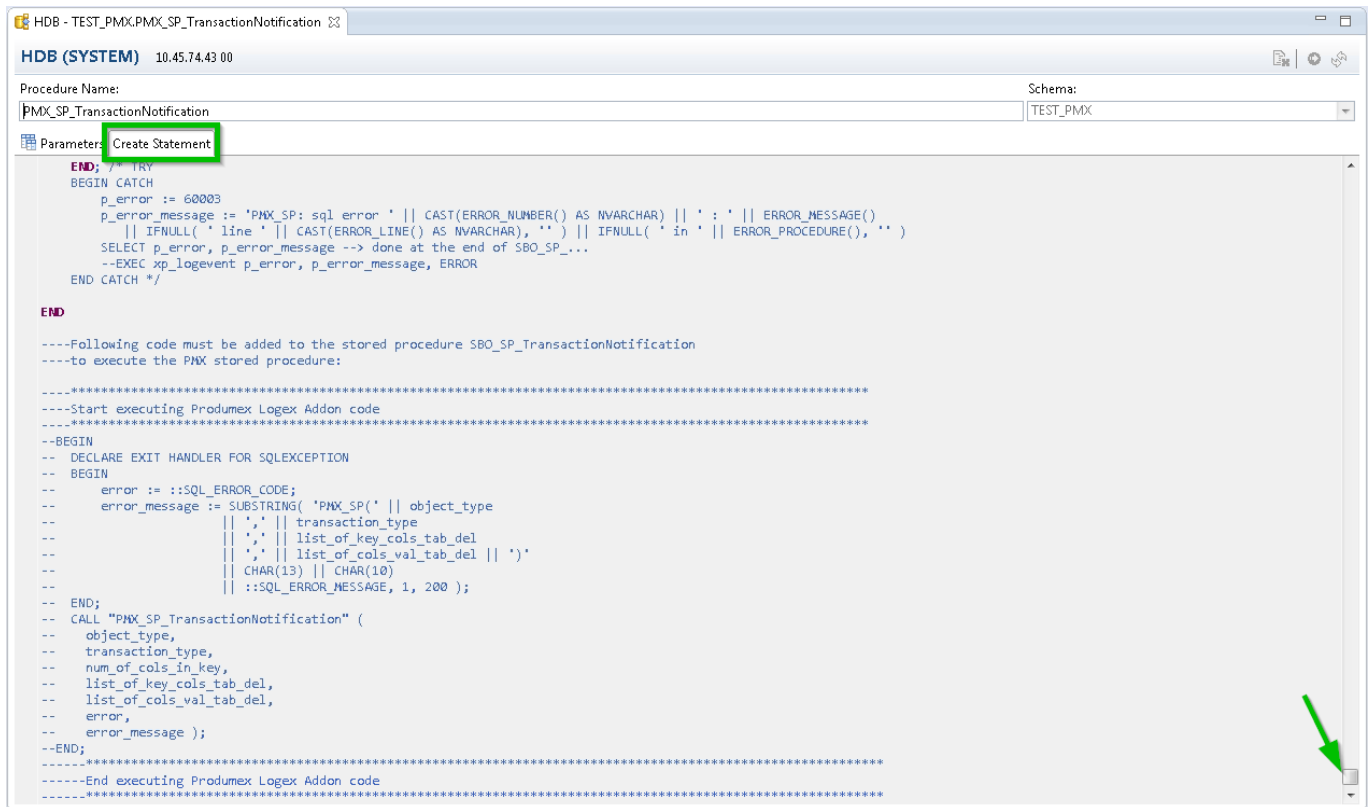 HDB - TEST_PMX.PMX_SP_TransactionNotification
HDB (SYSTEM) 10.45.74.43 00
Procedure Name:
Schema:
PMX_SP_TransactionNotification
TEST_PMX
Parameters
Create Statement
END; /* TRY
BEGIN CATCH
p_error := 60003
p_error_message := 'PMX_SP: sql error ' || CAST(ERROR_NUMBER() AS NVARCHAR) || ' : ' || ERROR_MESSAGE()
|| IFNULL( ' line ' || CAST(ERROR_LINE() AS NVARCHAR), '' ) || IFNULL( ' in ' || ERROR_PROCEDURE(), '' )
SELECT p_error, p_error_message --> done at the end of SBO_SP_...
--EXEC xp_logevent p_error, p_error_message, ERROR
END CATCH */
END
----Following code must be added to the stored procedure SBO_SP_TransactionNotification
----to execute the PMX stored procedure:
----**********************************************************************************************************
----Start executing Produmex Logex Addon code
----**********************************************************************************************************
--BEGIN
-- DECLARE EXIT HANDLER FOR SQLEXCEPTION
-- BEGIN
-- error := ::SQL_ERROR_CODE;
-- error_message := SUBSTRING( 'PMX_SP(' || object_type
-- || ',' || transaction_type
-- || ',' || list_of_key_cols_tab_del
-- || ',' || list_of_cols_val_tab_del || ')'
-- || CHAR(13) || CHAR(10)
-- || ::SQL_ERROR_MESSAGE, 1, 200 );
-- END;
-- CALL "PMX_SP_TransactionNotification" (
-- object_type,
-- transaction_type,
-- num_of_cols_in_key,
-- list_of_key_cols_tab_del,
-- list_of_cols_val_tab_del,
-- error,
-- error_message );
--END;
------**********************************************************************************************************
------End executing Produmex Logex Addon code
------**********************************************************************************************************